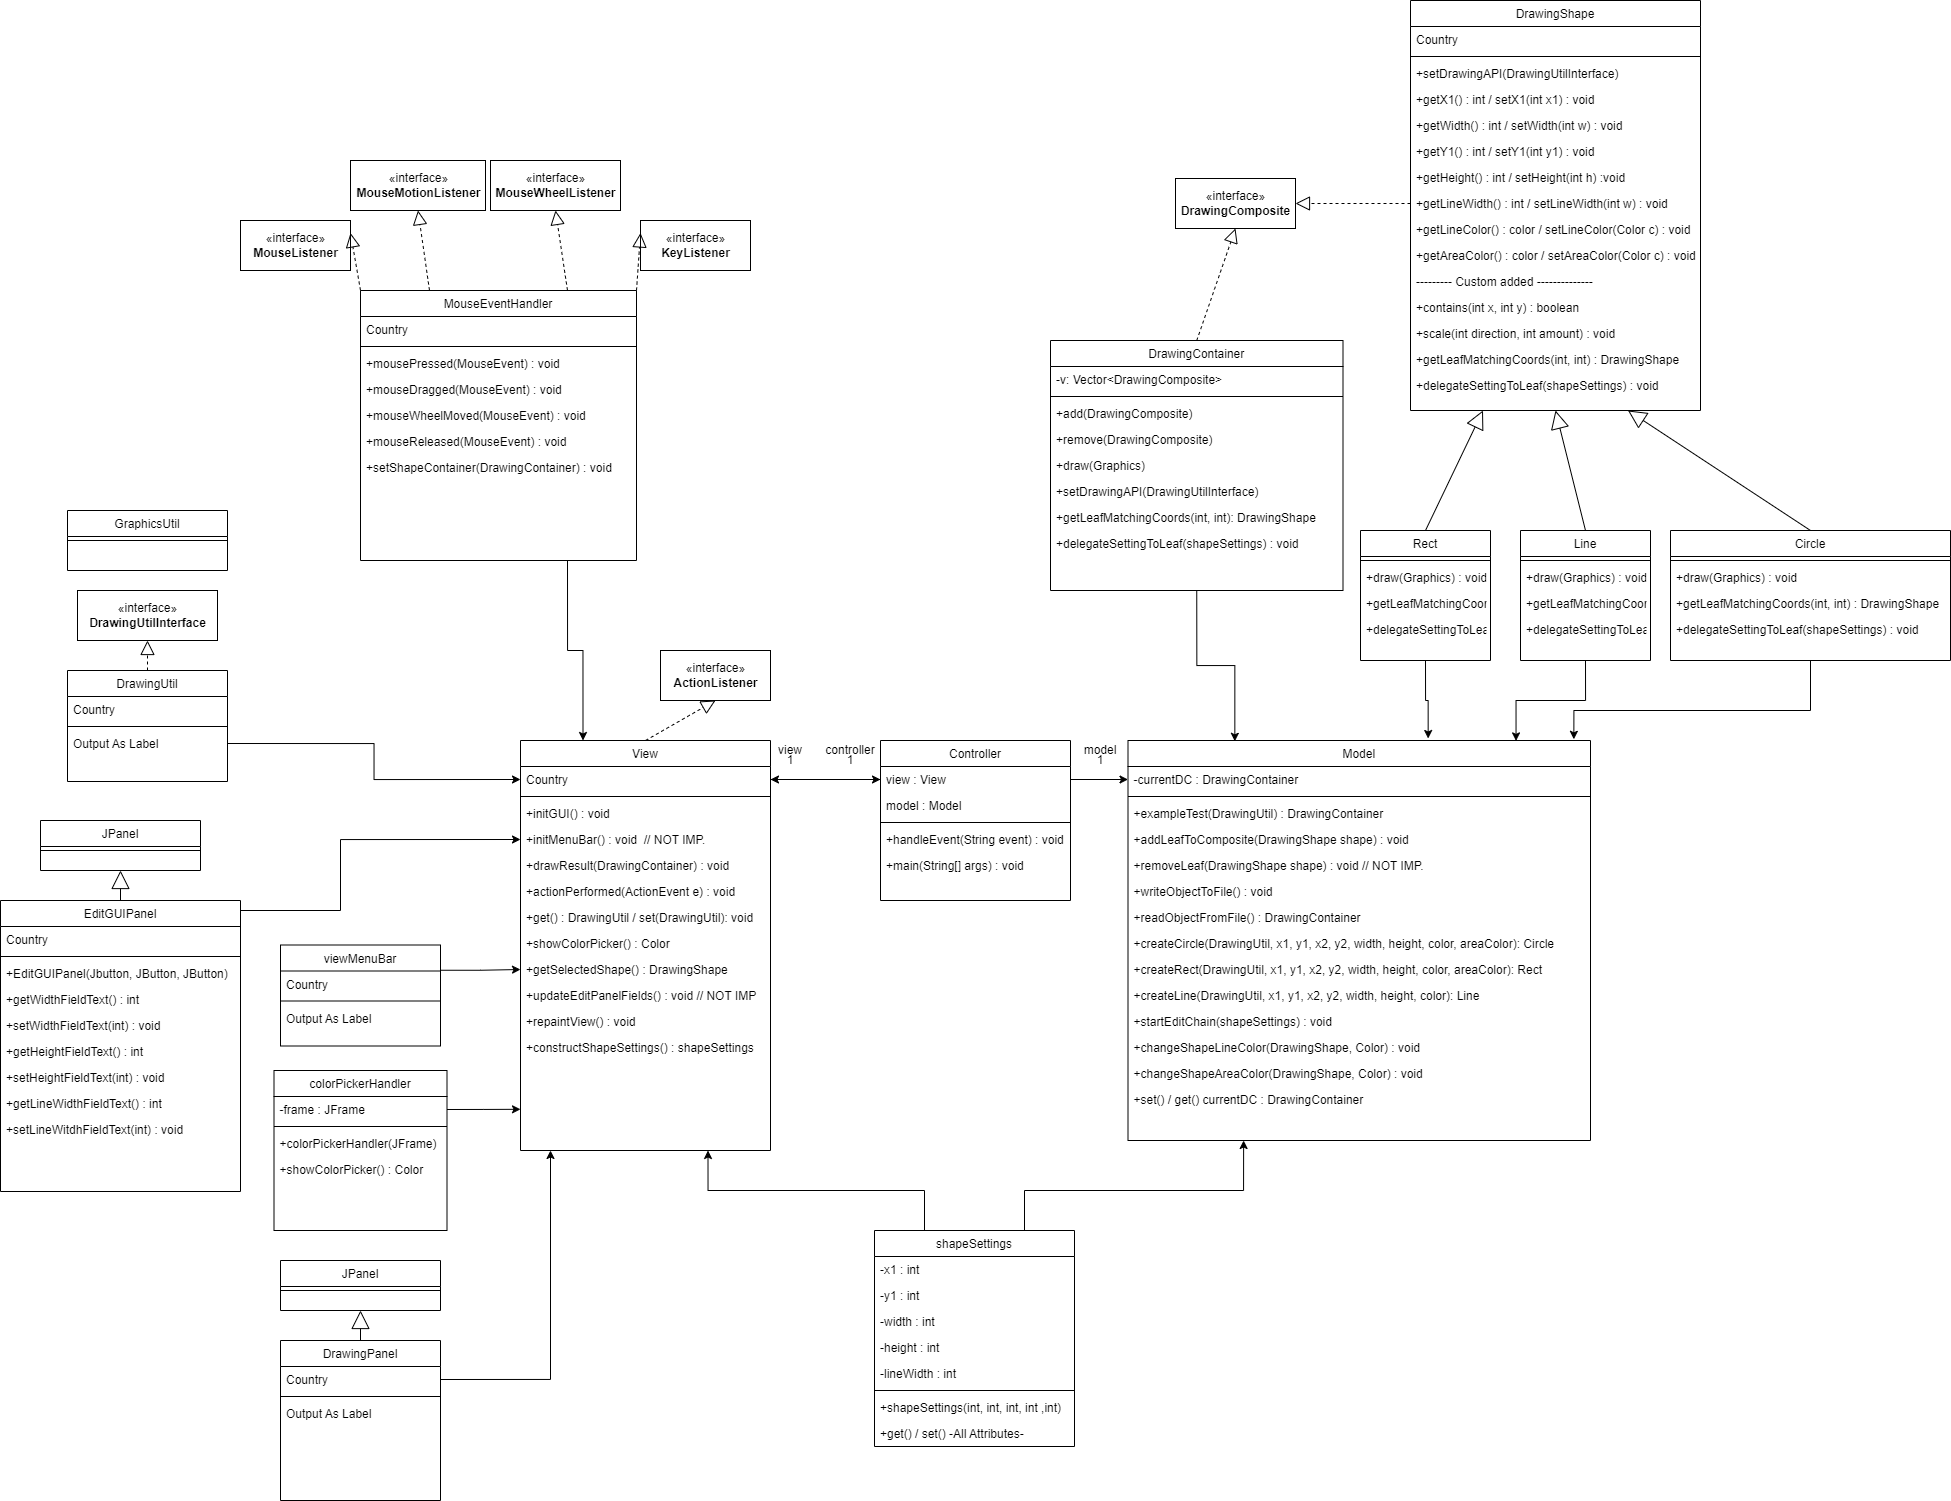 DrawingShape
Country
+setDrawingAPI(DrawingUtilInterface)
+getX1() : int / setX1(int x1) : void
+getWidth() : int / setWidth(int w) : void
+getY1() : int / setY1(int y1) : void
+getHeight() : int / setHeight(int h) :void
+getLineWidth() : int / setLineWidth(int w) : void
+getLineColor() : color / setLineColor(Color c) : void
+getAreaColor() : color / setAreaColor(Color c) : void
--------- Custom added --------------
+contains(int x, int y) : boolean
+scale(int direction, int amount) : void
+getLeafMatchingCoords(int, int) : DrawingShape
+delegateSettingToLeaf(shapeSettings) : void
«interface»
MouseMotionListener
«interface»
MouseWheelListener
«interface»
MouseListener
«interface»
KeyListener
«interface»
DrawingComposite
MouseEventHandler
Country
+mousePressed(MouseEvent) : void
+mouseDragged(MouseEvent) : void
+mouseWheelMoved(MouseEvent) : void
+mouseReleased(MouseEvent) : void
+setShapeContainer(DrawingContainer) : void
DrawingContainer
-v: Vector<DrawingComposite>
+add(DrawingComposite)
+remove(DrawingComposite)
+draw(Graphics)
+setDrawingAPI(DrawingUtilInterface)
+getLeafMatchingCoords(int, int): DrawingShape
+delegateSettingToLeaf(shapeSettings) : void
Rect
+draw(Graphics) : void
+getLeafMatchingCoor
+delegateSettingToLea
Line
+draw(Graphics) : void
+getLeafMatchingCoor
+delegateSettingToLea
Circle
+draw(Graphics) : void
+getLeafMatchingCoords(int, int) : DrawingShape
+delegateSettingToLeaf(shapeSettings) : void
GraphicsUtil
«interface»
DrawingUtilInterface
DrawingUtil
Country
Output As Label
«interface»
ActionListener
View
Country
+initGUI() : void
+initMenuBar() : void  // NOT IMP.
+drawResult(DrawingContainer) : void
+actionPerformed(ActionEvent e) : void
+get() : DrawingUtil / set(DrawingUtil): void
+showColorPicker() : Color
+getSelectedShape() : DrawingShape
+updateEditPanelFields() : void // NOT IMP
+repaintView() : void
+constructShapeSettings() : shapeSettings
view
1
controller
1
Controller
view : View
model : Model
+handleEvent(String event) : void
+main(String[] args) : void
model
1
Model
-currentDC : DrawingContainer
+exampleTest(DrawingUtil) : DrawingContainer
+addLeafToComposite(DrawingShape shape) : void
+removeLeaf(DrawingShape shape) : void // NOT IMP.
+writeObjectToFile() : void
+readObjectFromFile() : DrawingContainer
+createCircle(DrawingUtil, x1, y1, x2, y2, width, height, color, areaColor): Circle
+createRect(DrawingUtil, x1, y1, x2, y2, width, height, color, areaColor): Rect
+createLine(DrawingUtil, x1, y1, x2, y2, width, height, color): Line
+startEditChain(shapeSettings) : void
+changeShapeLineColor(DrawingShape, Color) : void
+changeShapeAreaColor(DrawingShape, Color) : void
+set() / get() currentDC : DrawingContainer
JPanel
EditGUIPanel
Country
+EditGUIPanel(Jbutton, JButton, JButton)
+getWidthFieldText() : int
+setWidthFieldText(int) : void
+getHeightFieldText() : int
+setHeightFieldText(int) : void
+getLineWidthFieldText() : int
+setLineWitdhFieldText(int) : void
viewMenuBar
Country
Output As Label
colorPickerHandler
-frame : JFrame
+colorPickerHandler(JFrame)
+showColorPicker() : Color
JPanel
DrawingPanel
Country
Output As Label
shapeSettings
-x1 : int
-y1 : int
-width : int
-height : int
-lineWidth : int
+shapeSettings(int, int, int, int ,int)
+get() / set() -All Attributes-